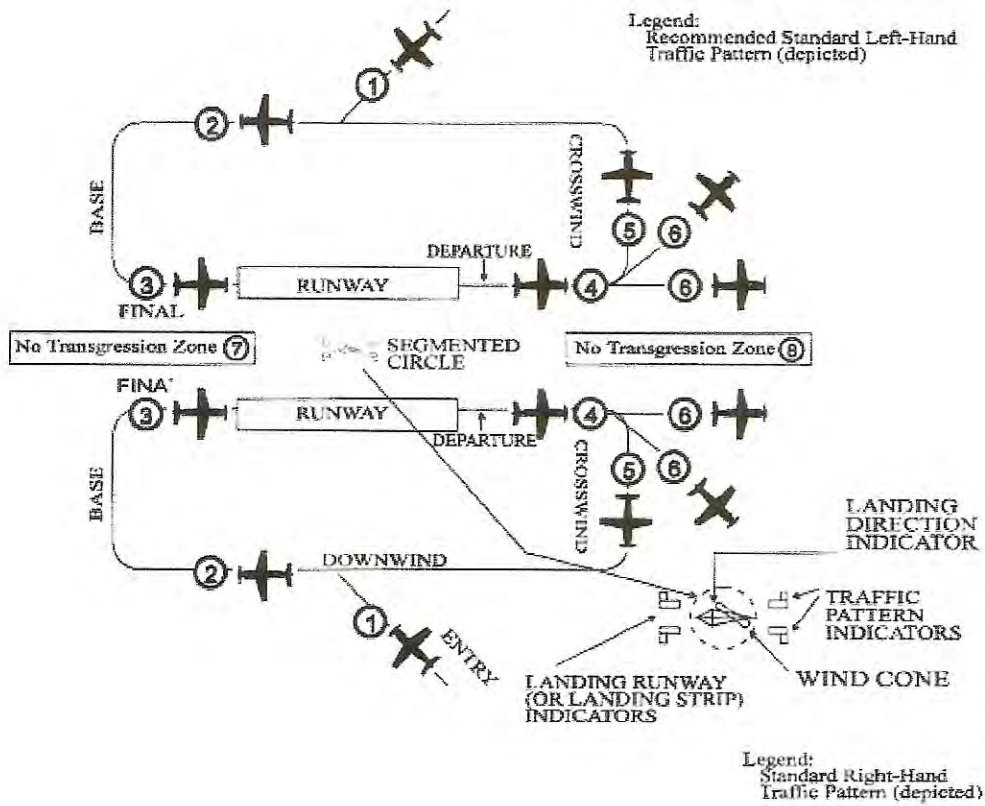 Legend:
Recommended Standard Left-Hand
Traffic Pattern (depicted)
1
2
CROSSWIND
BASE
5
6
DEPARTURE
3
RUNWAY
4
6
FINAL
No Transgression Zone 7
SEGMENTED
CIRCLE
No Transgression Zone 8
FINA
3
RUNWAY
4
6
DEPARTURE
BASE
CROSSWIND
5
6
LANDING
DIRECTION
INDICATOR
2
DOWNWIND
1
ENTRY
TRAFFIC
PATTERN
INDICATORS
WIND CONE
LANDING RUNWAY
(OR LANDING STRIP)
INDICATORS
Legend:
Standard Right-Hand
Traffic Pattern (depicted)